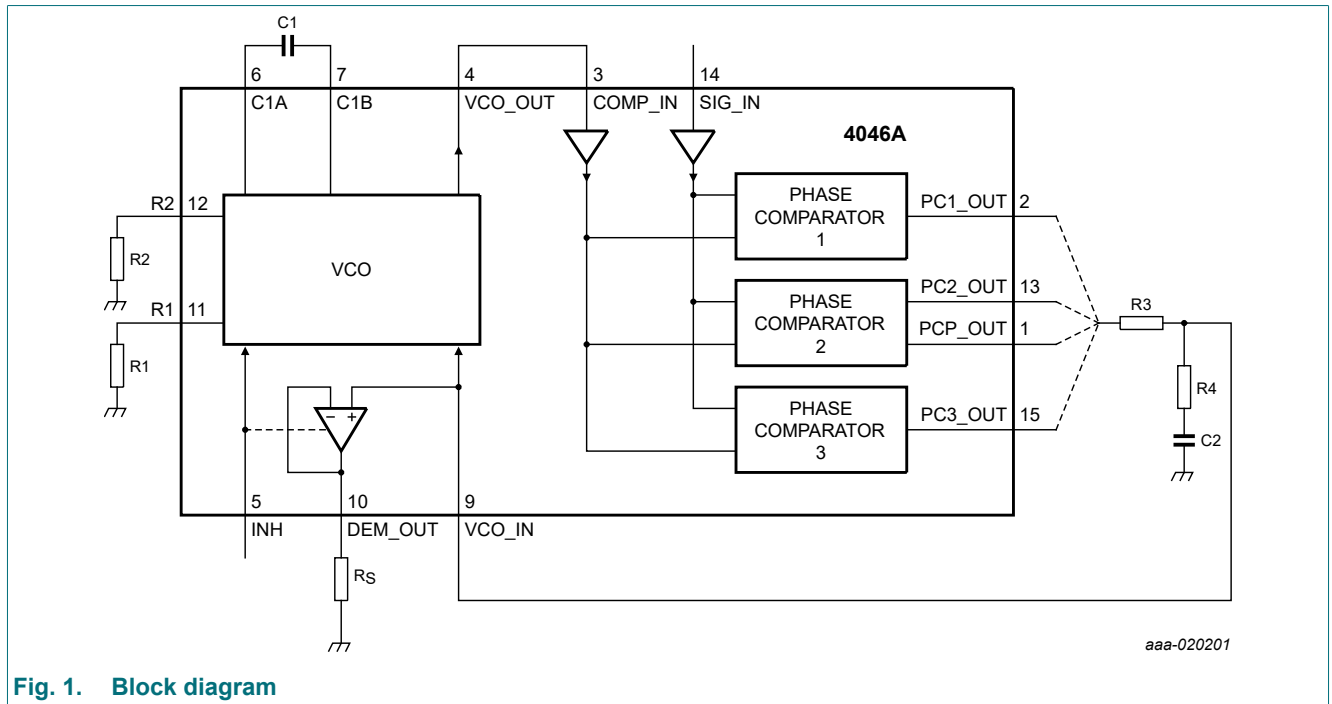 C1
6 7 4 3 14
C1A C1B VCO_OUT COMP_IN SIG_IN
4046A
PHASE
COMPARATOR
1
PC1_OUT 2
R2 12
R2
VCO
PHASE
COMPARATOR
2
PC2_OUT 13
PCP_OUT 1
R3
R1 11
R1
R4
C2
PHASE
COMPARATOR
3
PC3_OUT 15
− +
5 10 9
INH DEM_OUT VCO_IN
RS
aaa-020201
Fig. 1. Block diagram